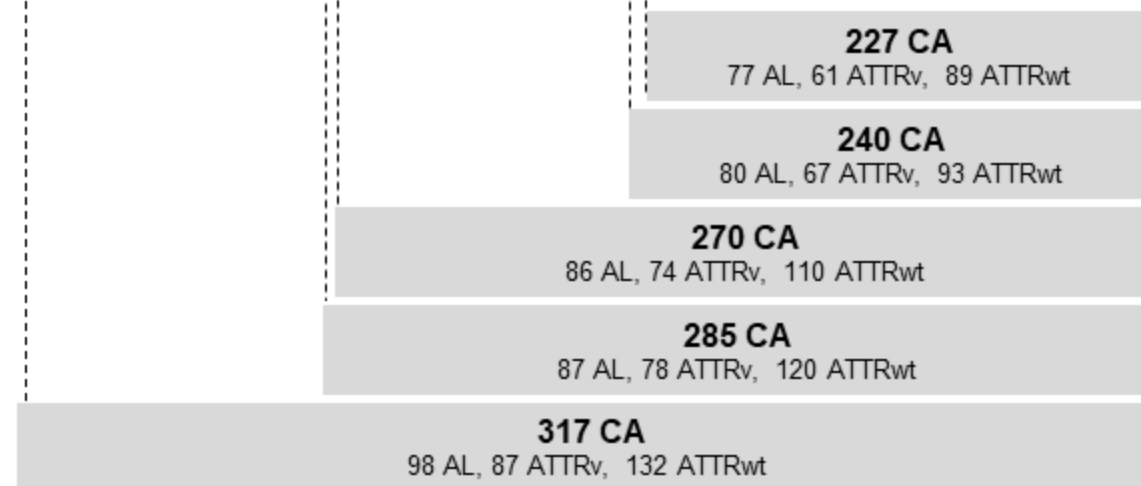 227 CA
77 AL, 61 ATTRv, 89 ATTRwt
240 CA
80 AL, 67 ATTRv, 93 ATTRwt
270 CA
86 AL, 74 ATTRv, 110 ATTRwt
285 CA
87 AL, 78 ATTRv, 120 ATTRwt
317 CA
98 AL, 87 ATTRv, 132 ATTRwt